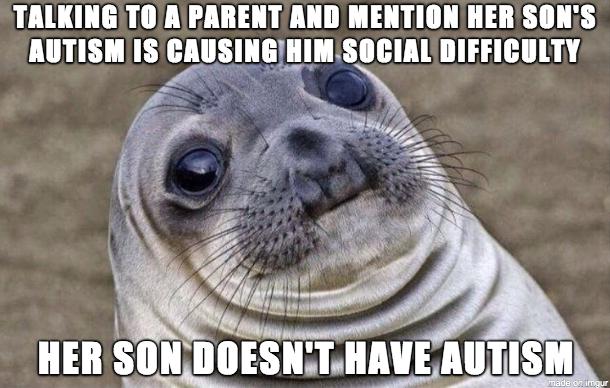 TALKING TO A PARENT AND MENTION HER SON'S
AUTISM IS CAUSING HIM SOCIAL DIFFICULTY
HER SON DOESN'T HAVE AUTISM
made on imgur